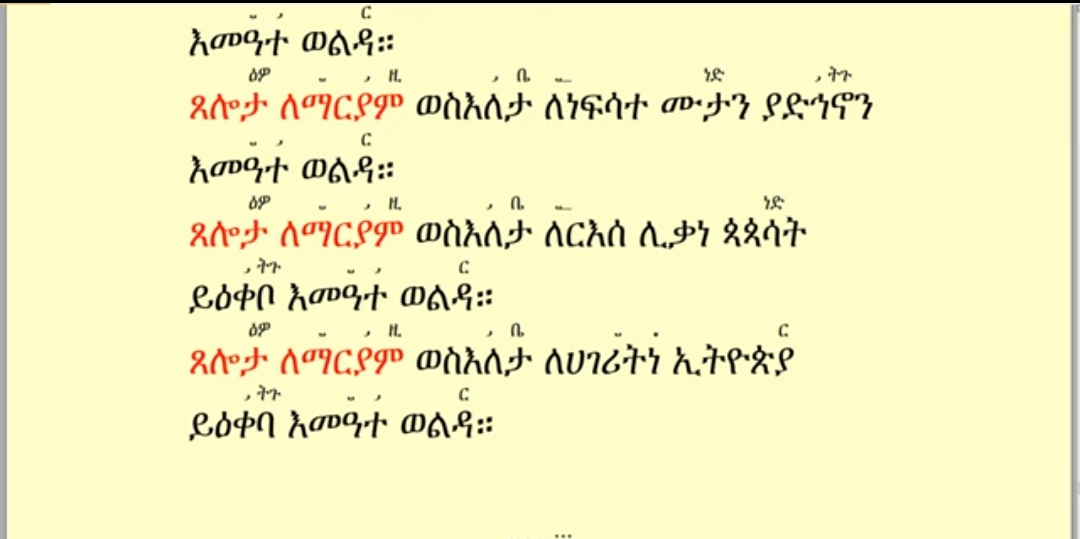 ር
እመዓተ ወልዳ።
ዕዎ ዚ ቤ ነድ ትጉ
ጸሎታ ለማርያም ወስእለታ ለነፍሳተ ሙታን ያድኅኖን
ር
እመዓተ ወልዳ።
ዕዎ ዚ ቤ ነድ
ጸሎታ ለማርያም ወስእለታ ለርእሰ ሊቃነ ጳጳሳት
ትጉ ር
ይዕቀቦ እመዓተ ወልዳ።
ዕዎ ዚ ቤ ር
ጸሎታ ለማርያም ወስእለታ ለሀገሪትነ ኢትዮጵያ
ትጉ ር
ይዕቀባ እመዓተ ወልዳ።
...